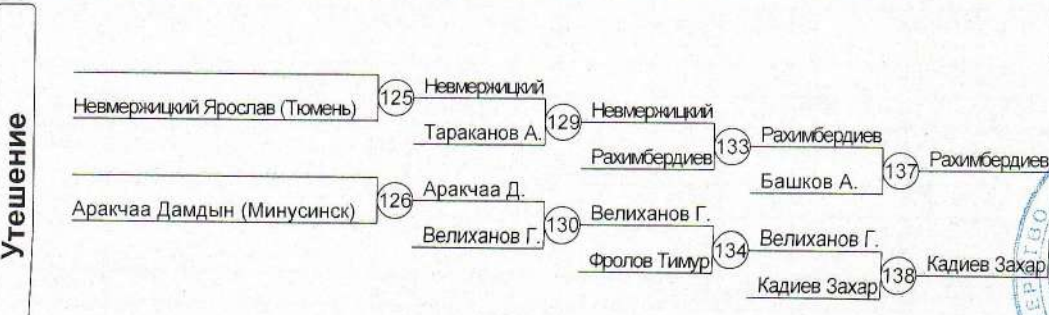 Утешение
Невмержицкий Ярослав (Тюмень)
125
Невмержицкий
Тараканов А.
129
Невмержицкий
Рахимбердиев
133
Рахимбердиев
Башков А.
137
Рахимбердиев
Аракчаа Дамдын (Минусинск)
126
Аракчаа Д.
Велиханов Г.
130
Велиханов Г.
Фролов Тимур
134
Велиханов Г.
Кадиев Захар
138
Кадиев Захар